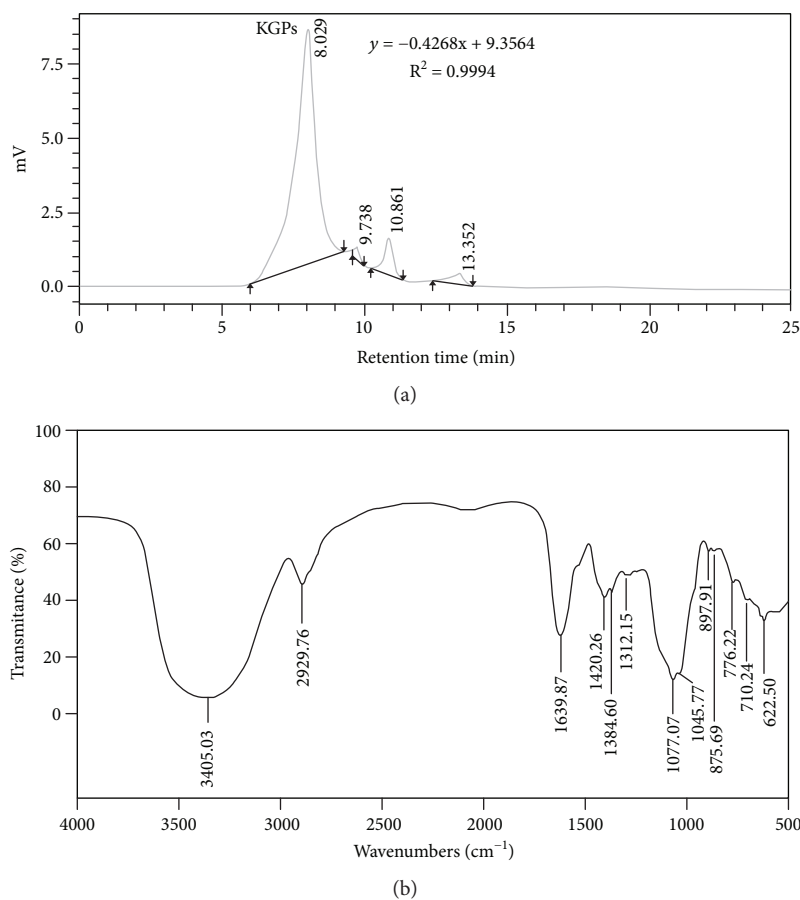 KGPs
8.029
y = −0.4268x + 9.3564
R² = 0.9994
9.738
10.861
13.352
mV
7.5
5.0
2.5
0.0
0 5 10 15 20 25
Retention time (min)
(a)
Transmitance (%)
100
80
60
40
20
0
3405.03
2929.76
1639.87
1420.26
1384.60
1312.15
1077.07
1045.77
897.91
875.69
776.22
710.24
622.50
4000 3500 3000 2500 2000 1500 1000 500
Wavenumbers (cm⁻¹)
(b)